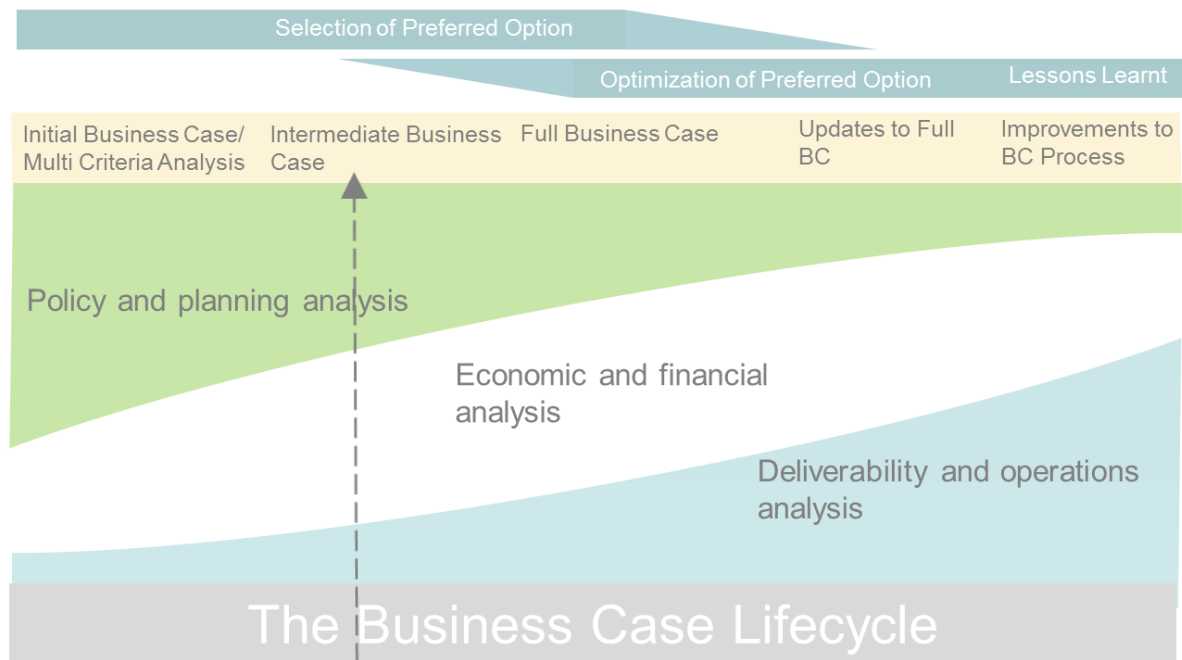 Selection of Preferred Option
Optimization of Preferred Option
Lessons Learnt
Initial Business Case/
Multi Criteria Analysis
Intermediate Business
Case
Full Business Case
Updates to Full
BC
Improvements to
BC Process
Policy and planning analysis
Economic and financial
analysis
Deliverability and operations
analysis
The Business Case Lifecycle